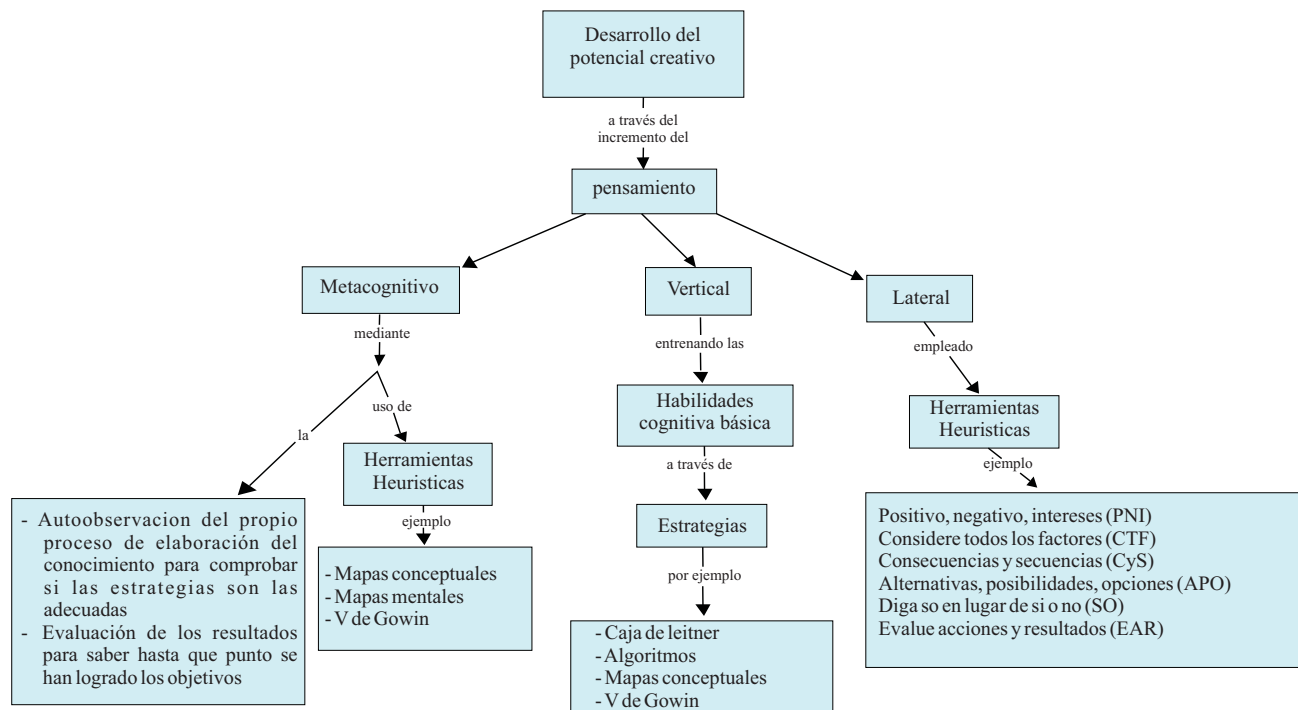 Desarrollo del
potencial creativo
a través del
incremento del
pensamiento
Metacognitivo
mediante
la
- Autoobservacion del propio
proceso de elaboración del
conocimiento para comprobar
si las estrategias son las
adecuadas
- Evaluación de los resultados
para saber hasta que punto se
han logrado los objetivos
uso de
Herramientas
Heuristicas
ejemplo
- Mapas conceptuales
- Mapas mentales
- V de Gowin
Vertical
entrenando las
Habilidades
cognitiva básica
a través de
Estrategias
por ejemplo
- Caja de leitner
- Algoritmos
- Mapas conceptuales
- V de Gowin
Lateral
empleado
Herramientas
Heuristicas
ejemplo
Positivo, negativo, intereses (PNI)
Considere todos los factores (CTF)
Consecuencias y secuencias (CyS)
Alternativas, posibilidades, opciones (APO)
Diga so en lugar de si o no (SO)
Evalue acciones y resultados (EAR)